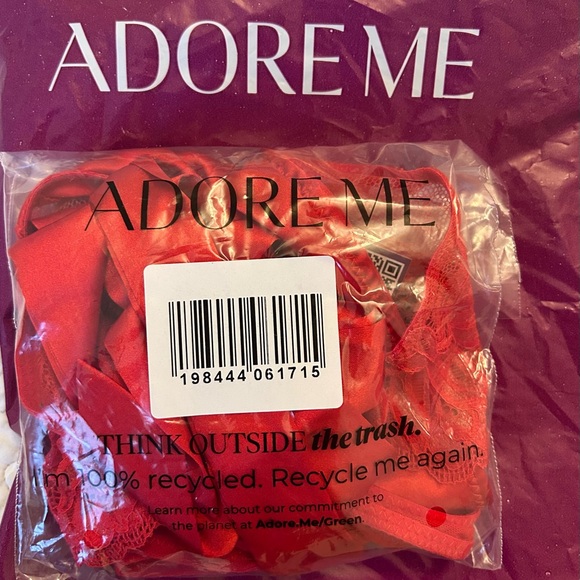 ADORE ME
ADORE ME
198444 061715
THINK OUTSIDE the trash.
I'm 100% recycled. Recycle me again.
Learn more about our commitment to
the planet at Adore.Me/Green.